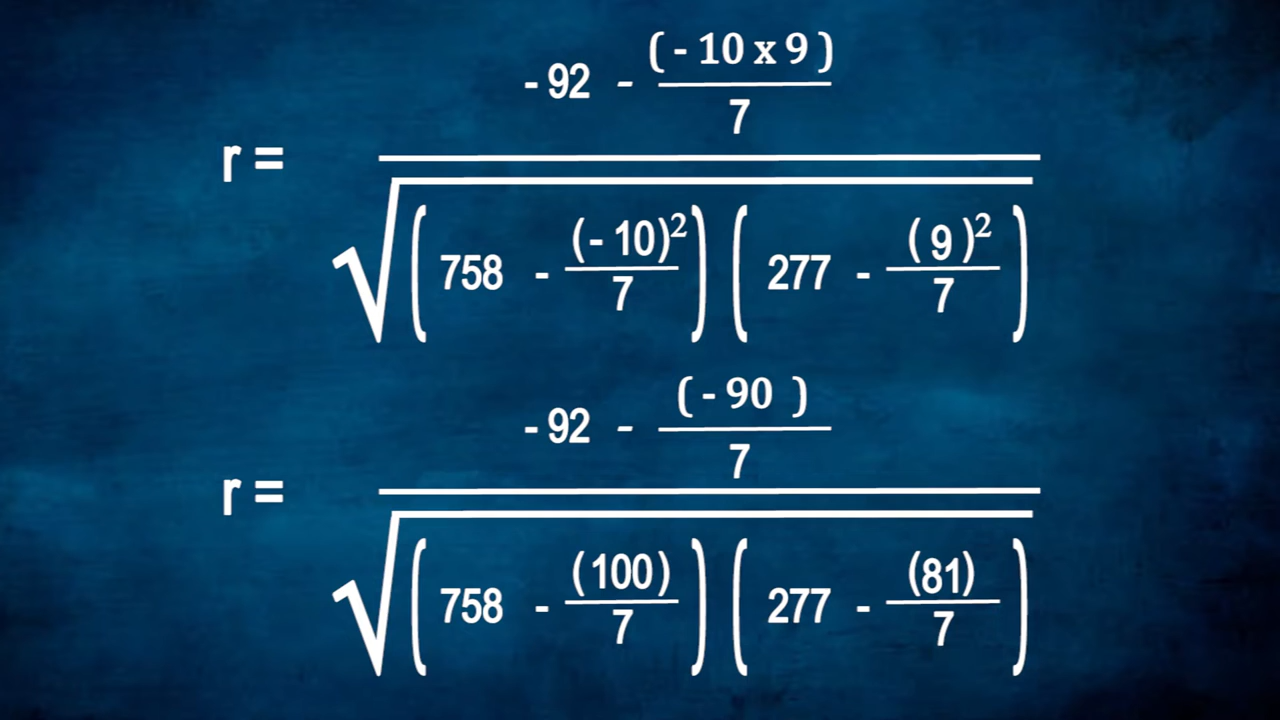 r = - 92 - ( - 10 x 9 ) / 7
√ ( 758 - (- 10)² / 7 ) ( 277 - ( 9 )² / 7 )
r = - 92 - ( - 90 ) / 7
√ ( 758 - (100) / 7 ) ( 277 - (81) / 7 )